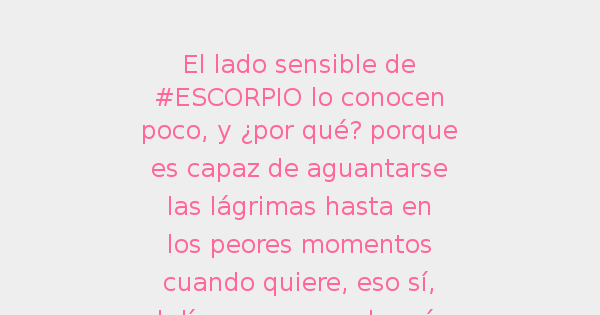 El lado sensible de
#ESCORPIO lo conocen
poco, y ¿por qué? porque
es capaz de aguantarse
las lágrimas hasta en
los peores momentos
cuando quiere, eso sí,